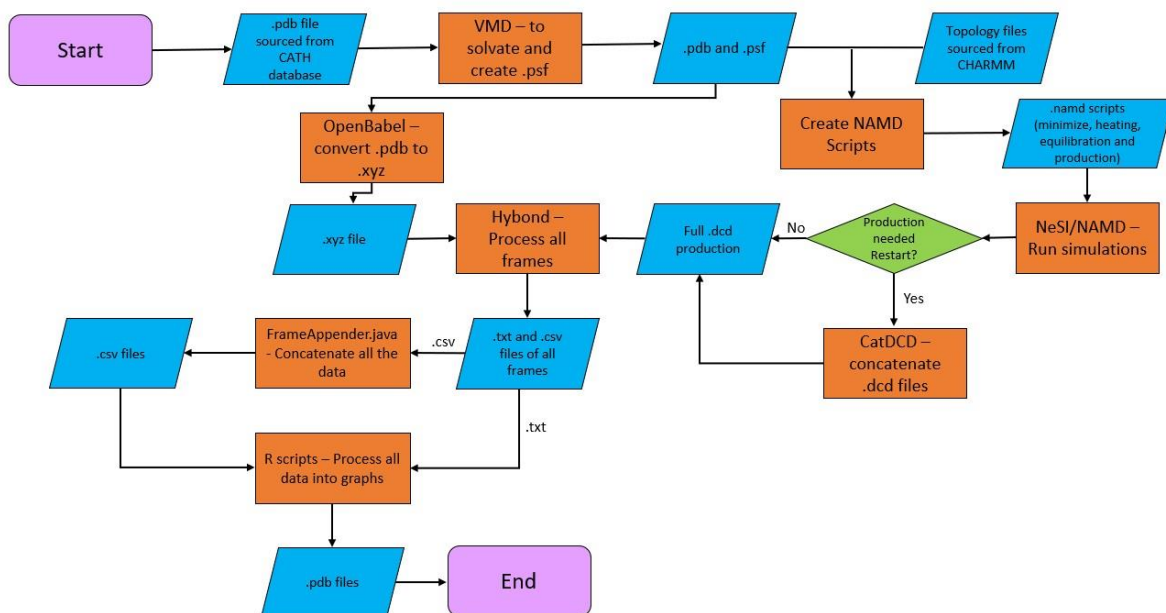 Start
.pdb file
sourced from
CATH
database
VMD – to
solvate and
create .psf
.pdb and .psf
Topology files
sourced from
CHARMM
OpenBabel –
convert .pdb to
.xyz
Create NAMD
Scripts
.namd scripts
(minimize, heating,
equilibration and
production)
.xyz file
Hybond –
Process all
frames
Full .dcd
production
No
Production
needed
Restart?
NeSI/NAMD –
Run simulations
Yes
CatDCD –
concatenate
.dcd files
.csv files
FrameAppender.java
- Concatenate all the
data
.csv
.txt and .csv
files of all
frames
.txt
R scripts – Process all
data into graphs
.pdb files
End